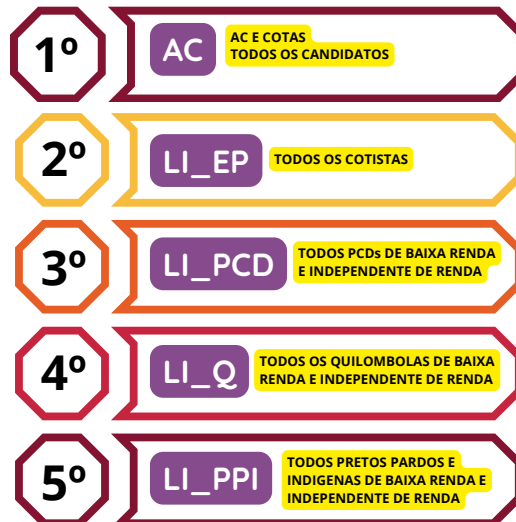 1º
AC
AC E COTAS
TODOS OS CANDIDATOS
2º
LI_EP
TODOS OS COTISTAS
3º
LI_PCD
TODOS PCDs DE BAIXA RENDA
E INDEPENDENTE DE RENDA
4º
LI_Q
TODOS OS QUILOMBOLAS DE BAIXA
RENDA E INDEPENDENTE DE RENDA
5º
LI_PPI
TODOS PRETOS PARDOS E
INDIGENAS DE BAIXA RENDA E
INDEPENDENTE DE RENDA